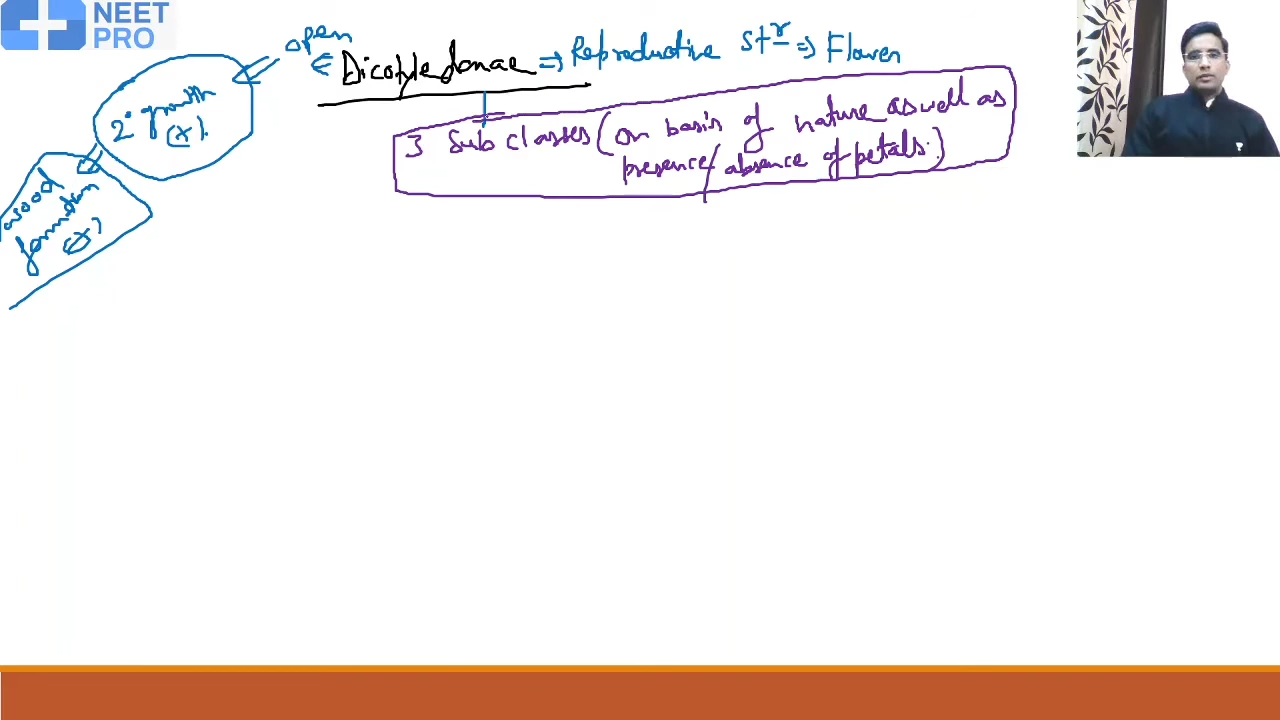 NEET
PRO
open
Dicotyledonae ⇒ Reproductive Str ⇒ Flower
2° growth
(✓).
wood
formation
(✓)
3 Sub classes (on basis of nature as well as
presence/absence of petals.)